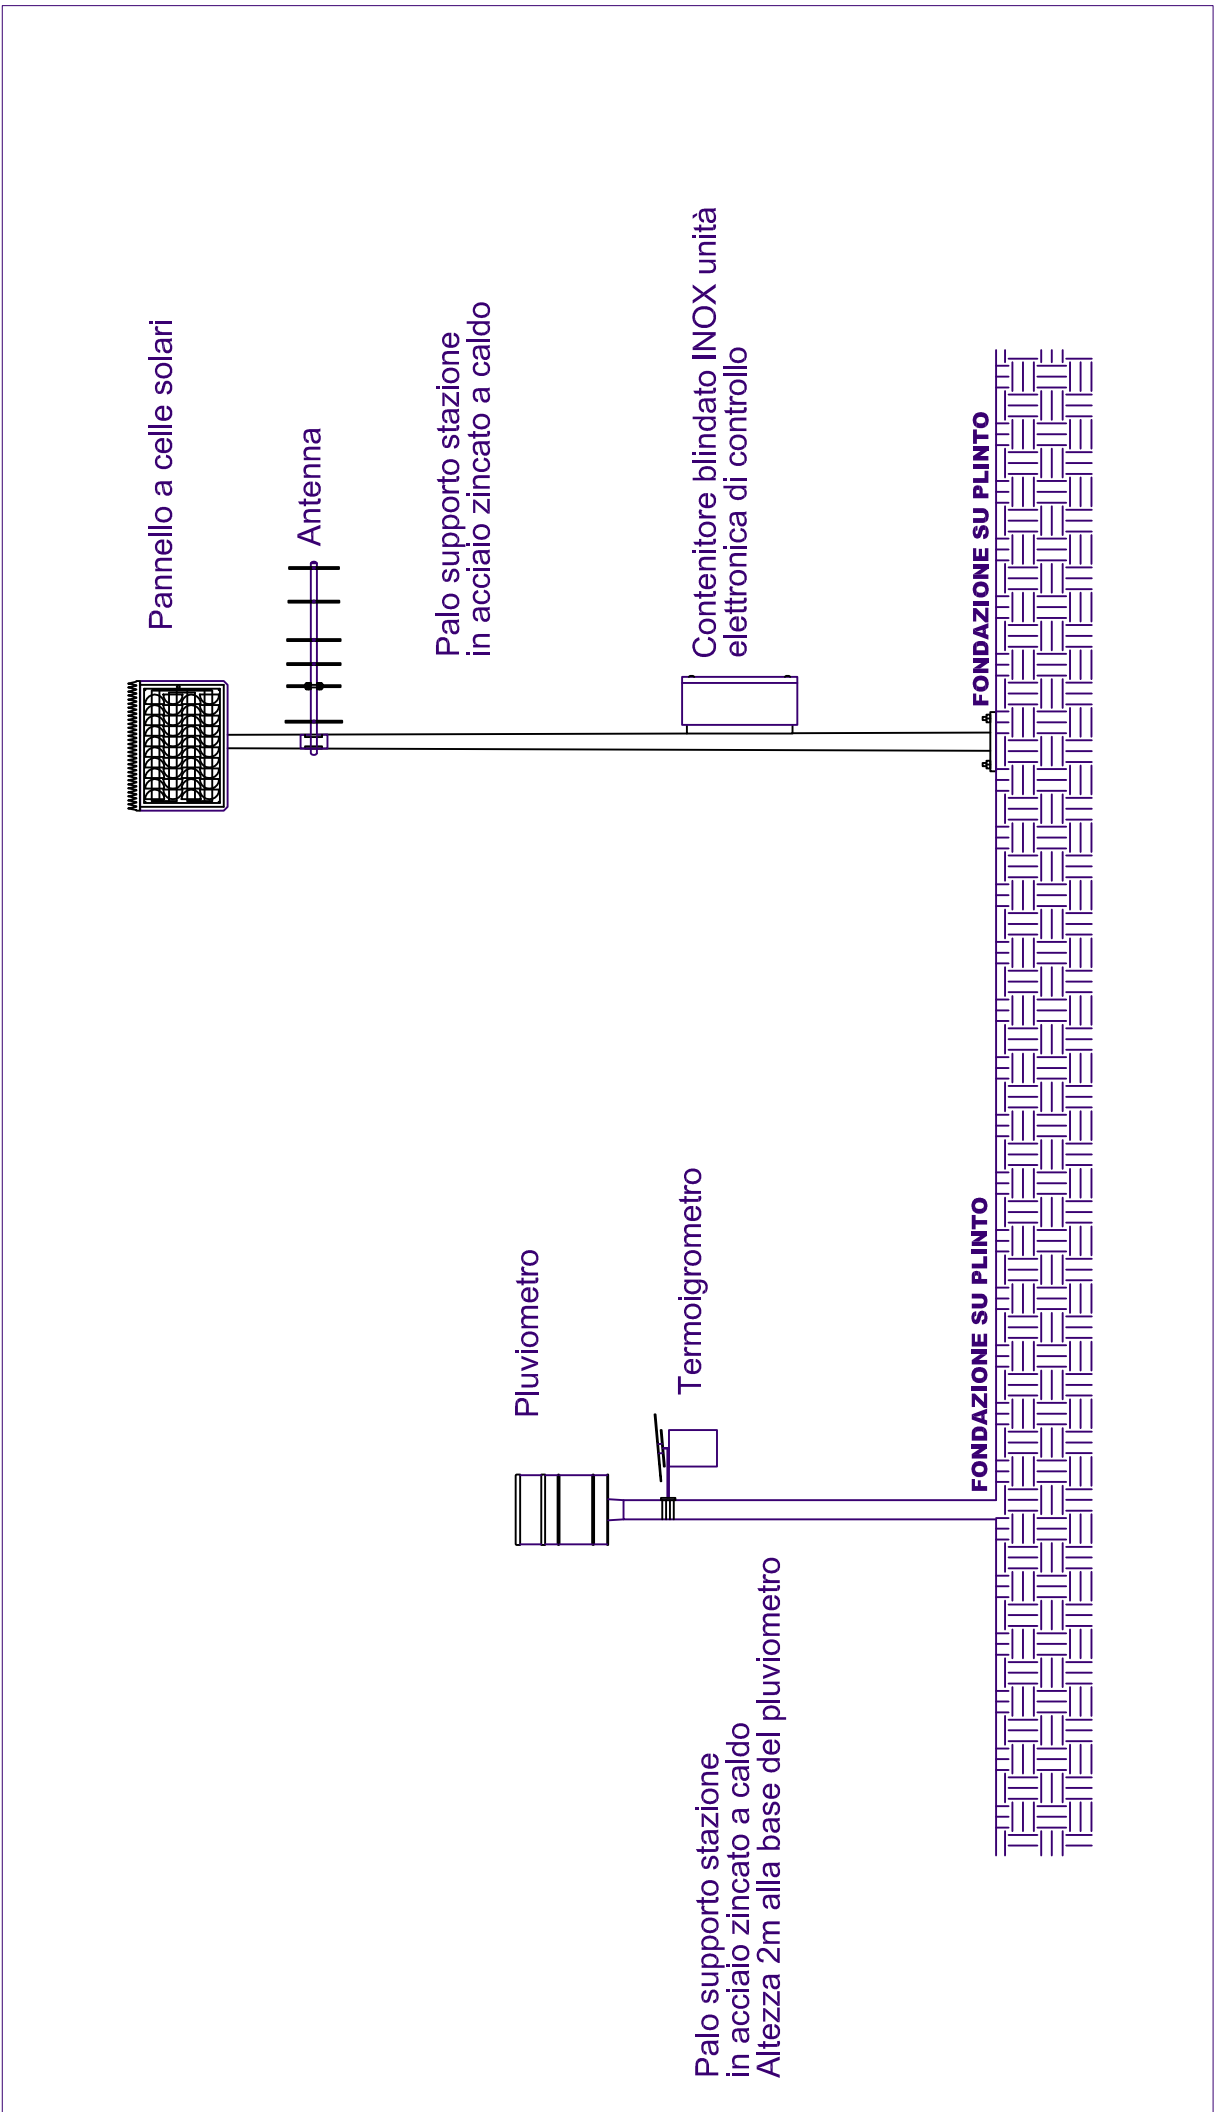 Pannello a celle solari
Antenna
Palo supporto stazione
in acciaio zincato a caldo
Contenitore blindato INOX unità
elettronica di controllo
FONDAZIONE SU PLINTO
Pluviometro
Termoigrometro
FONDAZIONE SU PLINTO
Palo supporto stazione
in acciaio zincato a caldo
Altezza 2m alla base del pluviometro